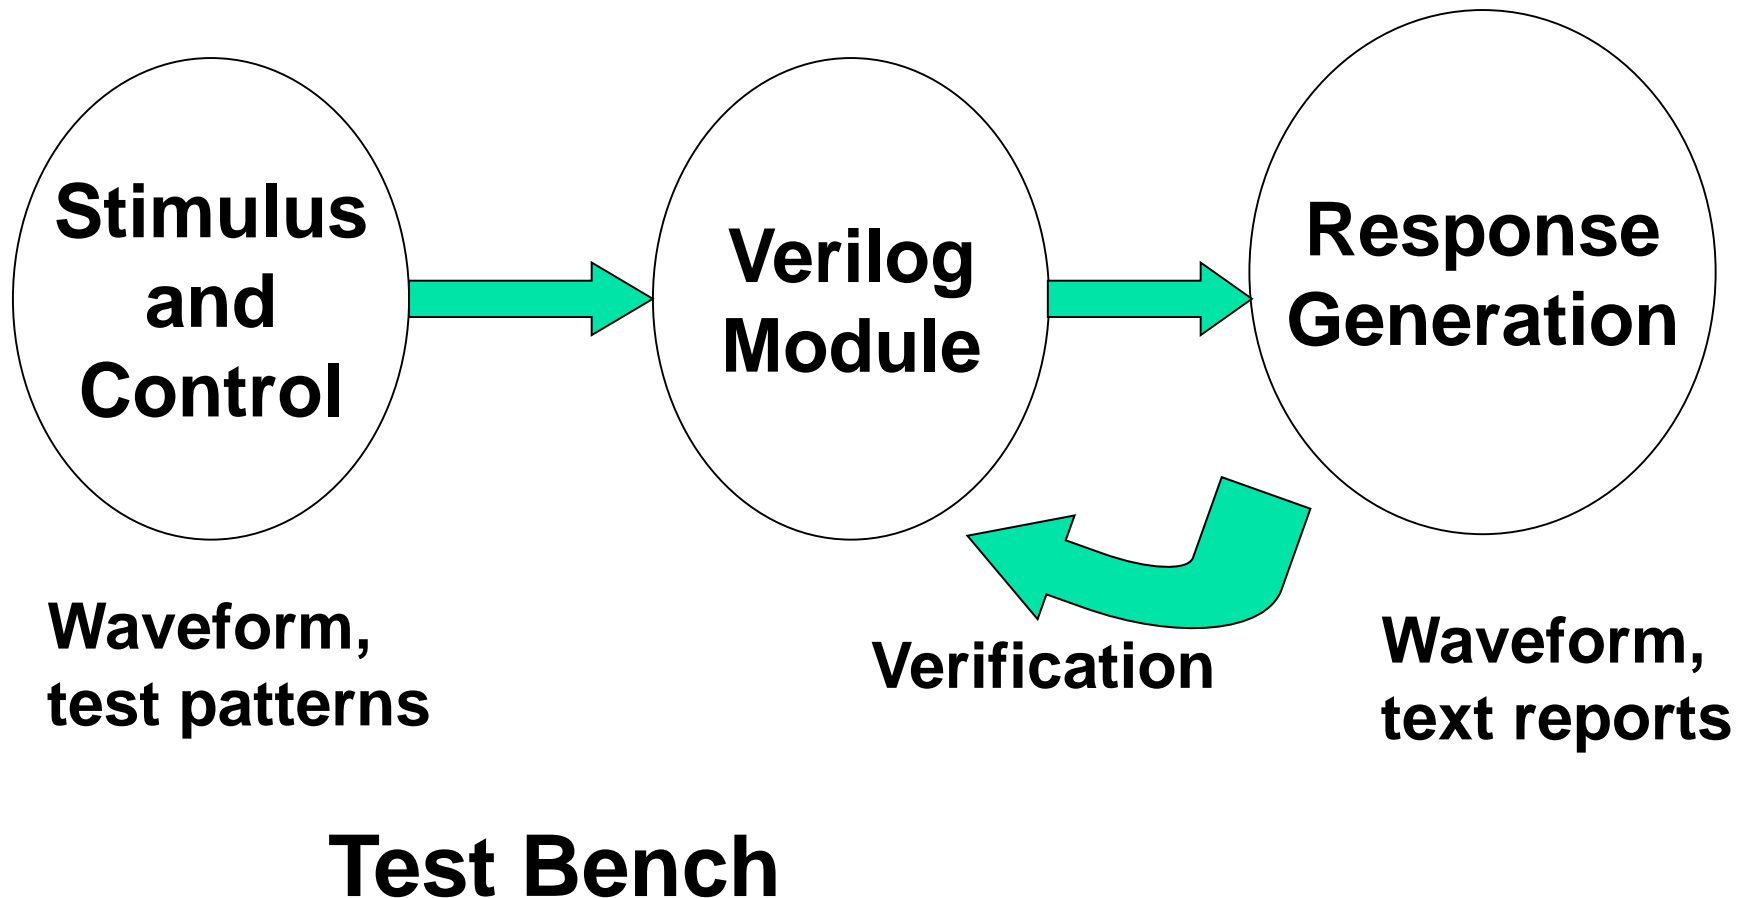 Stimulus
and
Control
Verilog
Module
Response
Generation
Waveform,
test patterns
Verification
Waveform,
text reports
Test Bench